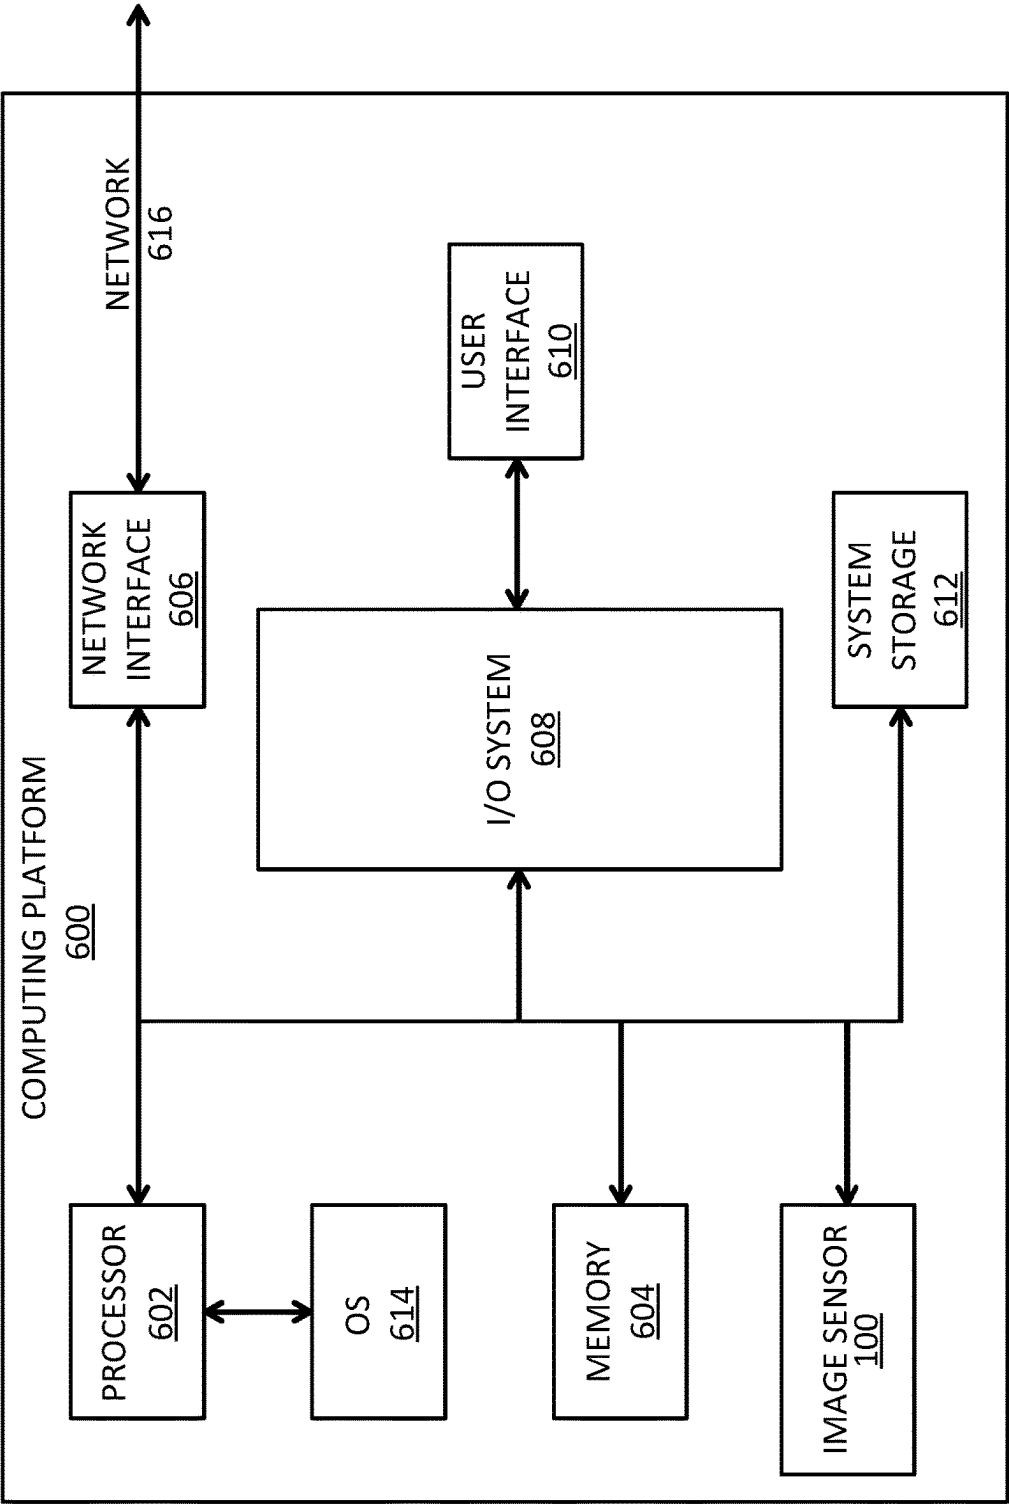 COMPUTING PLATFORM
600
PROCESSOR
602
OS
614
MEMORY
604
IMAGE SENSOR
100
NETWORK
INTERFACE
606
I/O SYSTEM
608
SYSTEM
STORAGE
612
USER
INTERFACE
610
NETWORK
616